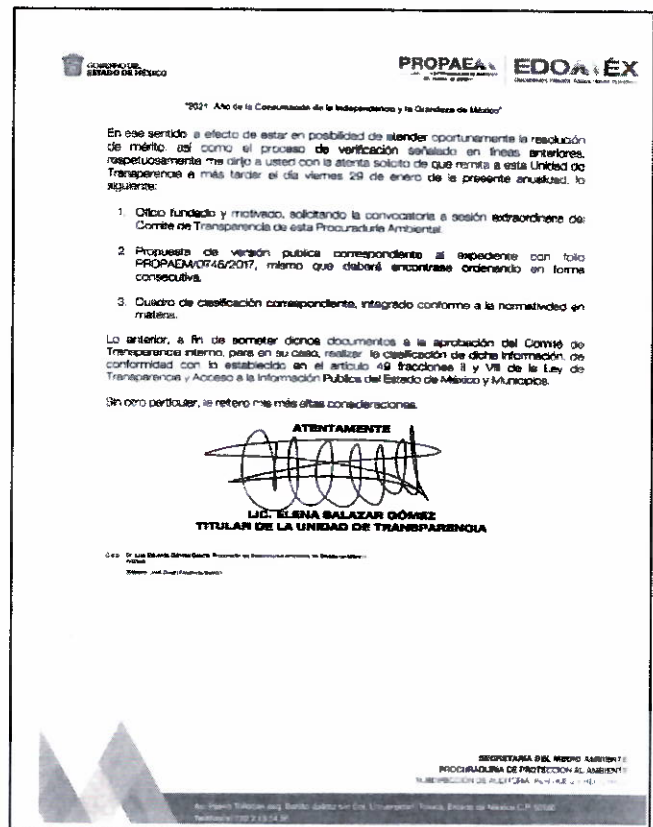 GOBIERNO DEL
ESTADO DE MÉXICO
PROPAEM EDOMÉX
"2021. Año de la Consumación de la Independencia y la Grandeza de México"
En ese sentido a efecto de estar en posibilidad de atender oportunamente la resolución
de mérito, así como el proceso de verificación señalado en líneas anteriores,
respetuosamente me dirijo a usted con la atenta solicito de que remita a esta Unidad de
Transparencia a más tardar el día viernes 29 de enero de la presente anualidad, lo
siguiente:
1. Oficio fundado y motivado, solicitando la convocatoria a sesión extraordinaria del
Comité de Transparencia de esta Procuraduría Ambiental.
2 Propuesta de versión publica correspondiente al expediente con folio
PROPAEM/0746/2017, mismo que deberá encontrase ordenando en forma
consecutiva.
3. Cuadro de clasificación correspondiente, integrado conforme a la normatividad en
materia.
Lo anterior, a fin de someter dichos documentos a la aprobación del Comité de
Transparencia interno, para en su caso, realizar la clasificación de dicha información, de
conformidad con lo establecido en el artículo 49 fracciones II y VIII de la Ley de
Transparencia y Acceso a la Información Publica del Estado de México y Municipios.
Sin otro particular, le reitero mis más altas consideraciones.
ATENTAMENTE
LIC. ELENA SALAZAR GÓMEZ
TITULAR DE LA UNIDAD DE TRANSPARENCIA
SECRETARÍA DEL MEDIO AMBIENTE
PROCURADURÍA DE PROTECCIÓN AL AMBIENTE